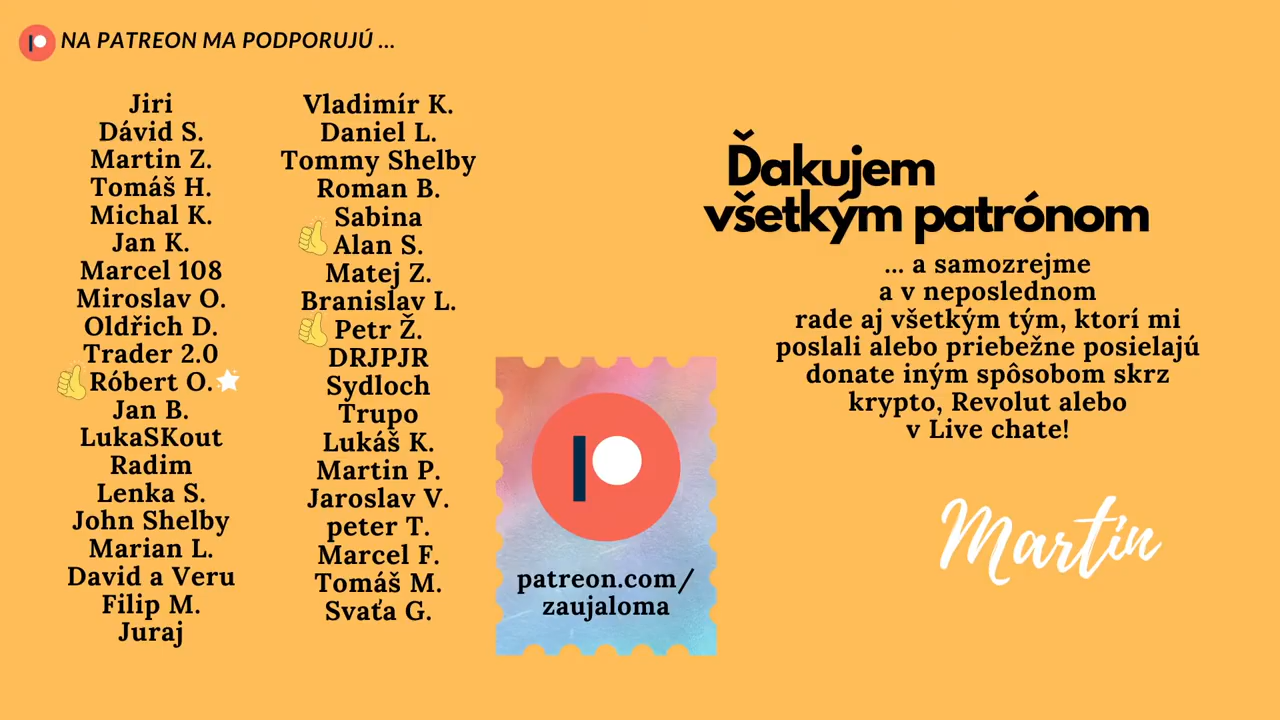 NA PATREON MA PODPORUJÚ ...
Jiri
Dávid S.
Martin Z.
Tomáš H.
Michal K.
Jan K.
Marcel 108
Miroslav O.
Oldřich D.
Trader 2.0
Róbert O.
Jan B.
LukaSKout
Radim
Lenka S.
John Shelby
Marian L.
David a Veru
Filip M.
Juraj
Vladimír K.
Daniel L.
Tommy Shelby
Roman B.
Sabina
Alan S.
Matej Z.
Branislav L.
Petr Ž.
DRJPJR
Sydloch
Trupo
Lukáš K.
Martin P.
Jaroslav V.
peter T.
Marcel F.
Tomáš M.
Svaťa G.
patreon.com/
zaujaloma
Ďakujem
všetkým patrónom
... a samozrejme
a v neposlednom
rade aj všetkým tým, ktorí mi
poslali alebo priebežne posielajú
donate iným spôsobom skrz
krypto, Revolut alebo
v Live chate!
Martin